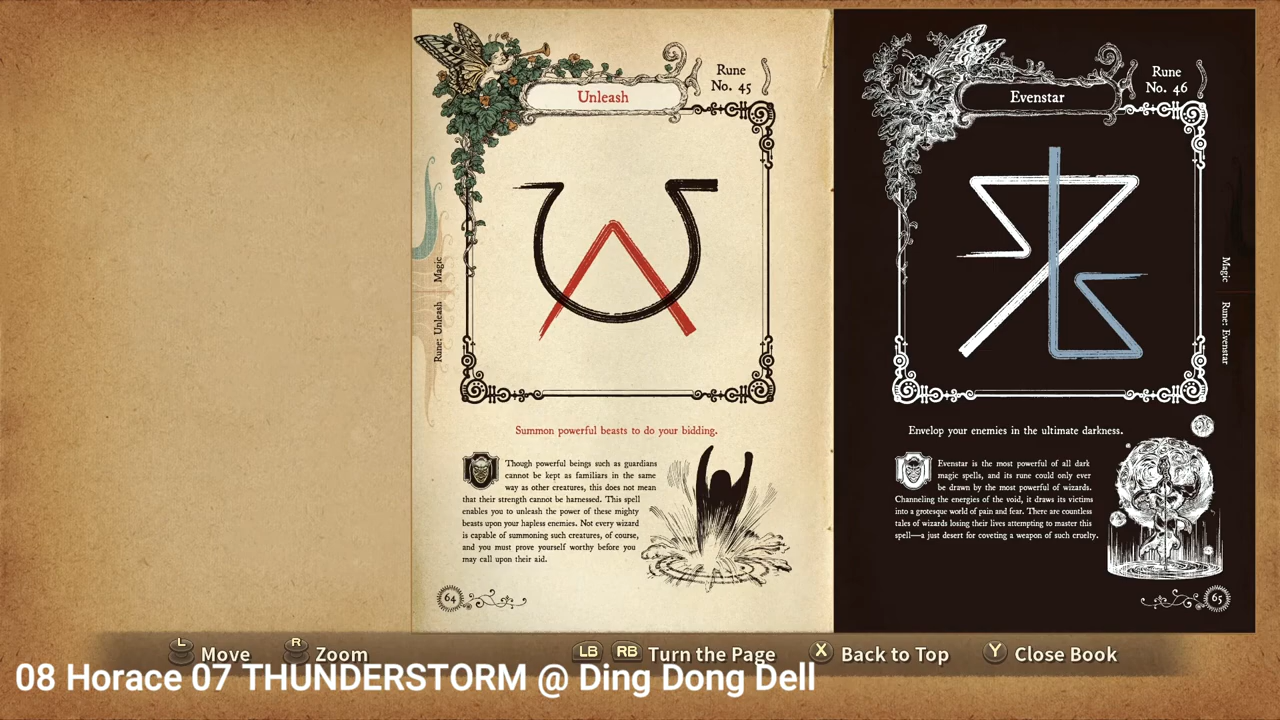 Unleash
Rune
No. 45
Magic
Rune: Unleash
Summon powerful beasts to do your bidding.
Though powerful beings such as guardians
cannot be kept as familiars in the same
way as other creatures, this does not mean
that their strength cannot be harnessed. This spell
enables you to unleash the power of these mighty
beasts upon your hapless enemies. Not every wizard
is capable of summoning such creatures, of course,
and you must prove yourself worthy before you
may call upon their aid.
64
Evenstar
Rune
No. 46
Magic
Rune: Evenstar
Envelop your enemies in the ultimate darkness.
Evenstar is the most powerful of all dark
magic spells, and its rune could only ever
be drawn by the most powerful of wizards.
Channeling the energies of the void, it draws its victims
into a grotesque world of pain and fear. There are countless
tales of wizards losing their lives attempting to master this
spell—a just desert for coveting a weapon of such cruelty.
65
L Move R Zoom LB RB Turn the Page X Back to Top Y Close Book
08 Horace 07 THUNDERSTORM @ Ding Dong Dell